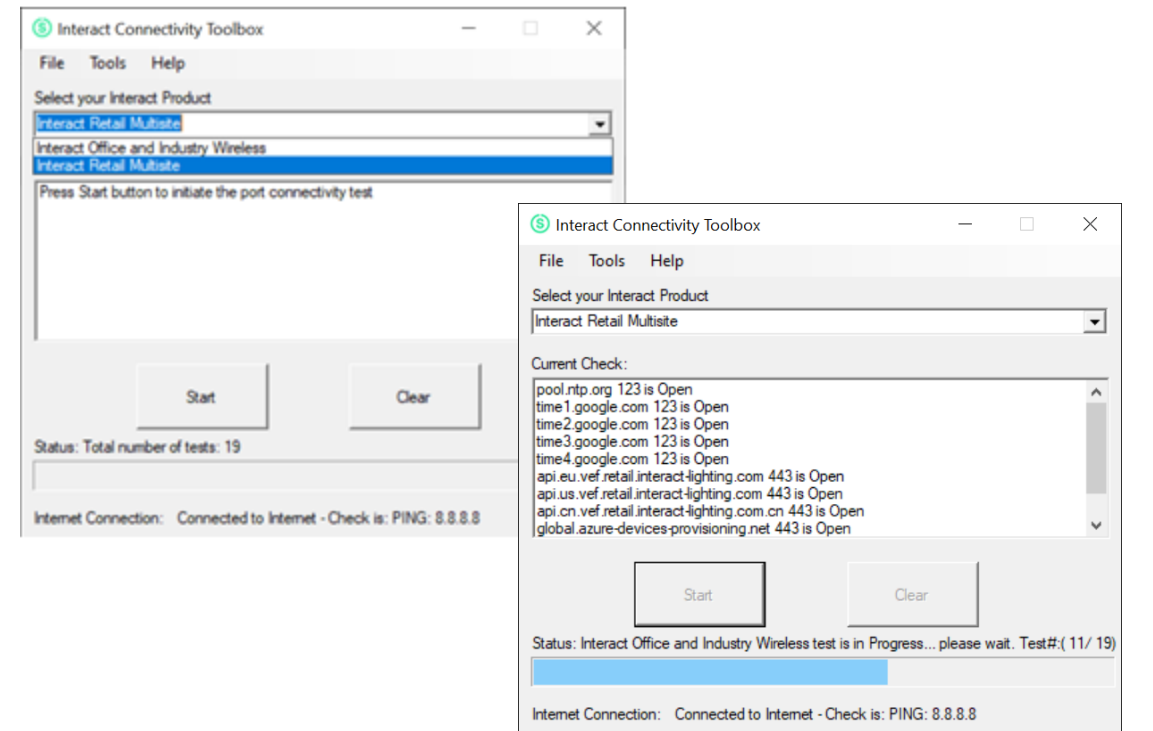 Interact Connectivity Toolbox
File Tools Help
Select your Interact Product
Interact Retail Multisite
Interact Office and Industry Wireless
Interact Retail Multisite
Press Start button to initiate the port connectivity test
Start Clear
Status: Total number of tests: 19
Internet Connection: Connected to Internet - Check is: PING: 8.8.8.8
Interact Connectivity Toolbox
File Tools Help
Select your Interact Product
Interact Retail Multisite
Current Check:
pool.ntp.org 123 is Open
time1.google.com 123 is Open
time2.google.com 123 is Open
time3.google.com 123 is Open
time4.google.com 123 is Open
api.eu.vef.retail.interact-lighting.com 443 is Open
api.us.vef.retail.interact-lighting.com 443 is Open
api.cn.vef.retail.interact-lighting.com.cn 443 is Open
global.azure-devices-provisioning.net 443 is Open
Start Clear
Status: Interact Office and Industry Wireless test is in Progress... please wait. Test#:( 11/ 19)
Internet Connection: Connected to Internet - Check is: PING: 8.8.8.8